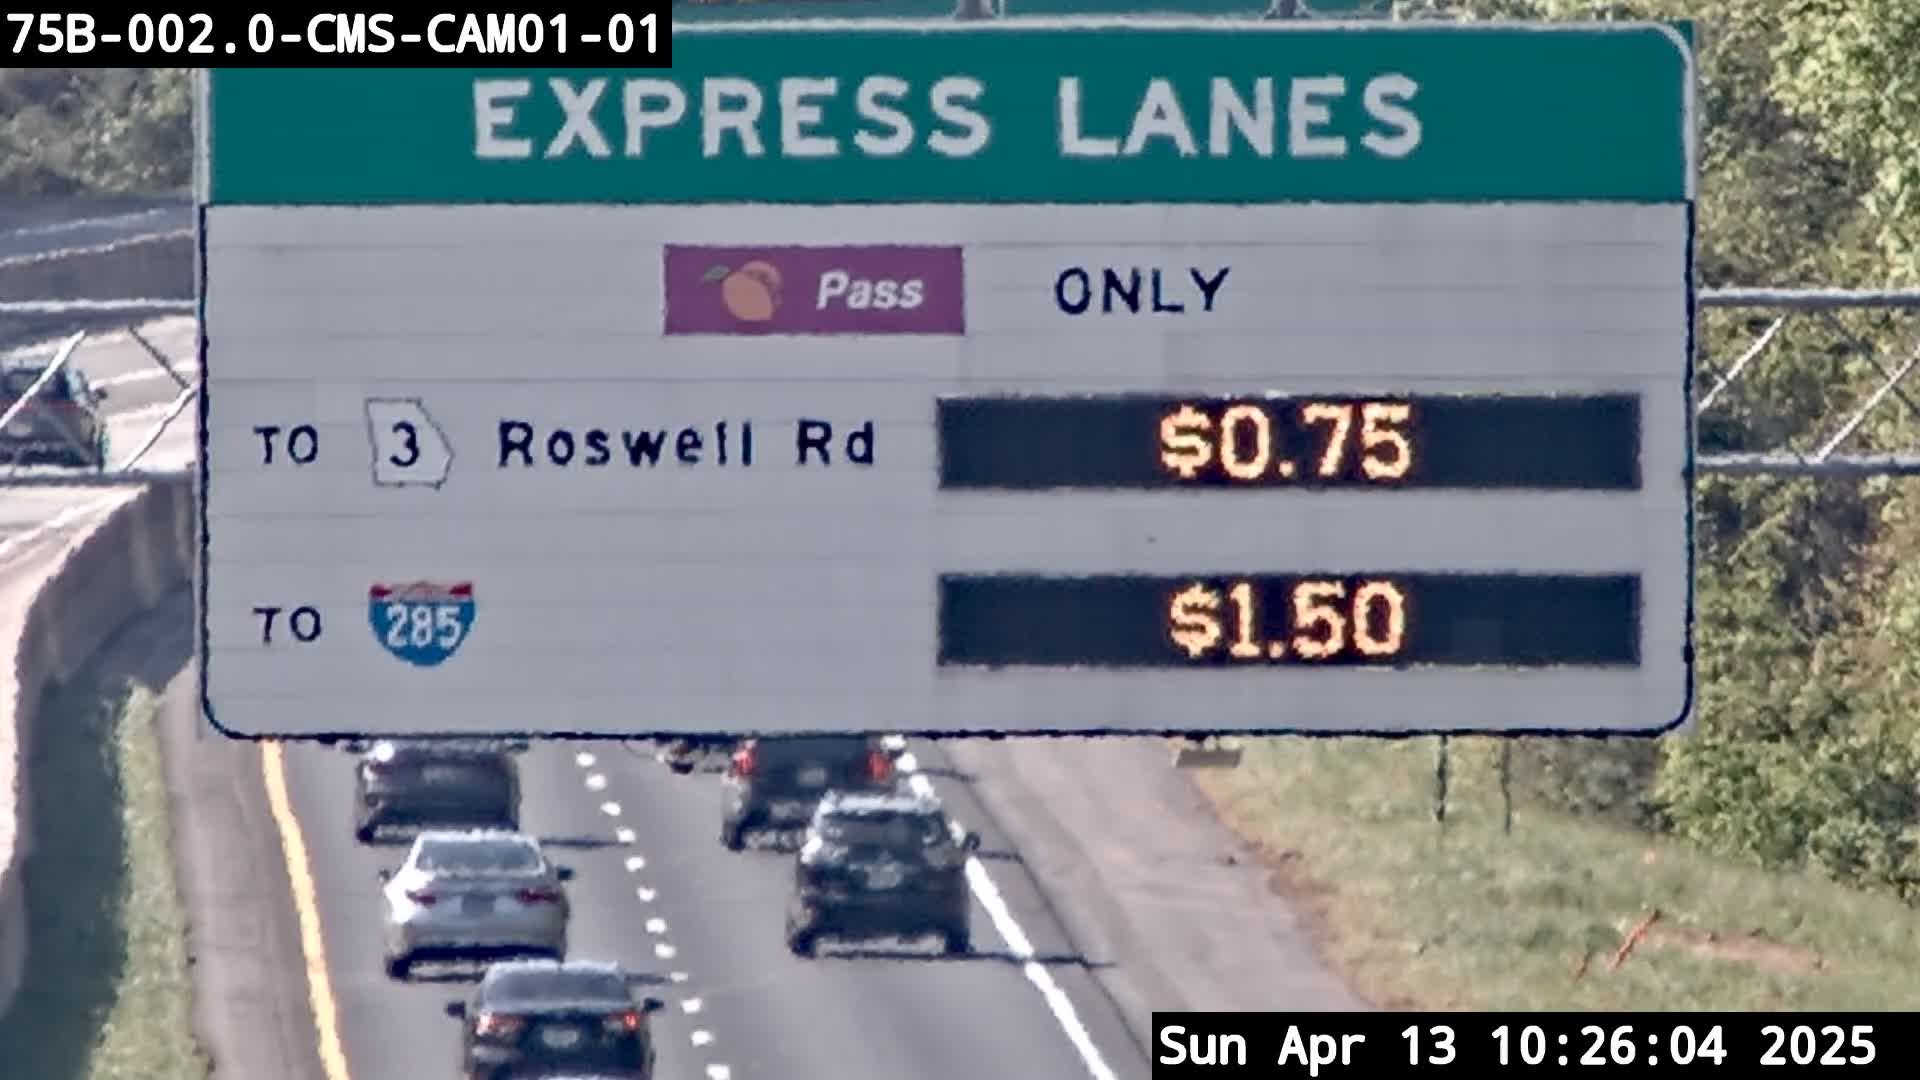 75B-002.0-CMS-CAM01-01
EXPRESS LANES
Pass ONLY
TO 3 Roswell Rd $0.75
TO 285 $1.50
Sun Apr 13 10:26:04 2025